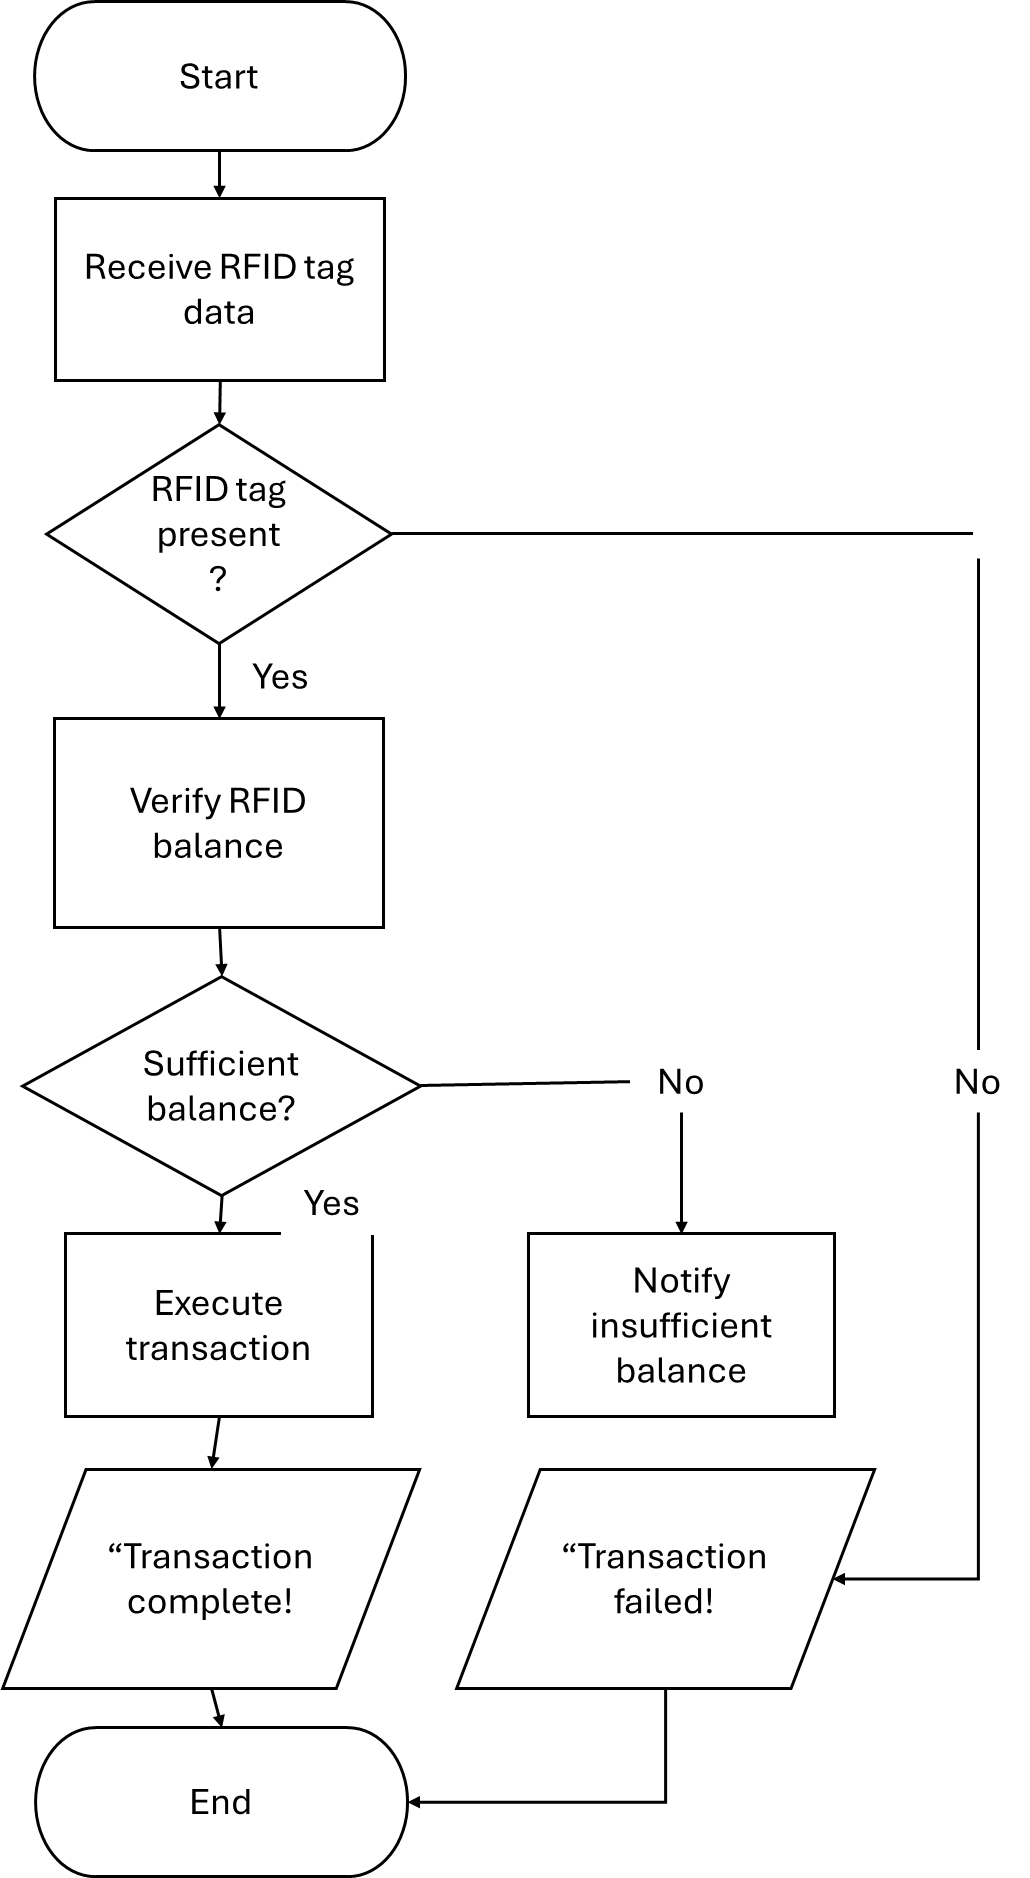 Start
Receive RFID tag
data
RFID tag
present
?
Yes
Verify RFID
balance
Sufficient
balance?
No
No
Yes
Execute
transaction
Notify
insufficient
balance
“Transaction
complete!
“Transaction
failed!
End